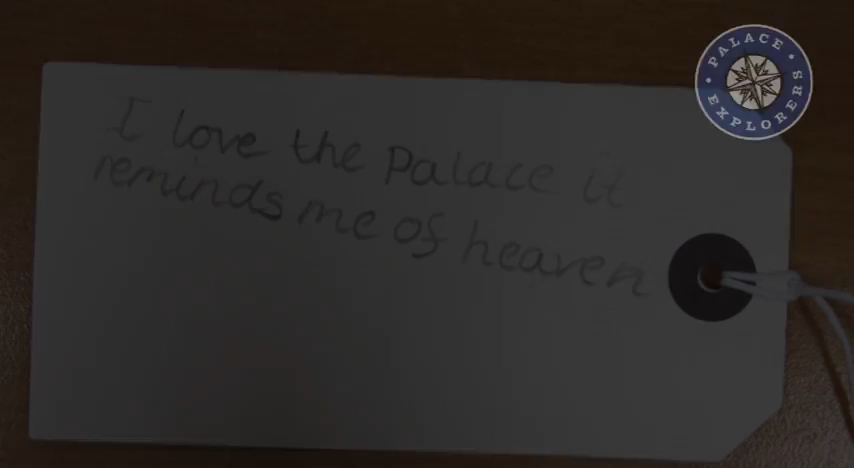 PALACE
EXPLORERS
I love the Palace it
reminds me of heaven